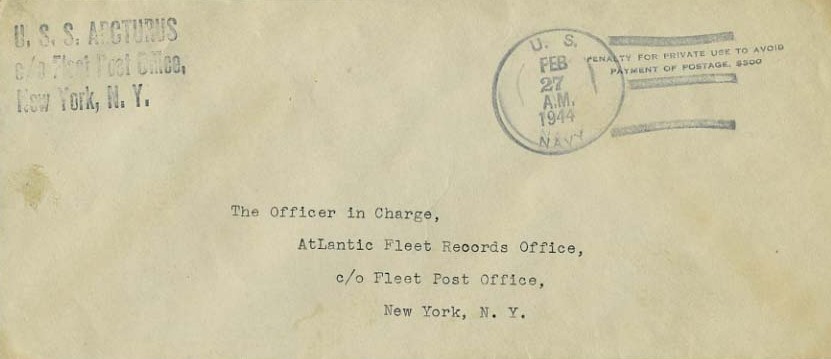 U. S. S. ARCTURUS
c/o Fleet Post Office,
New York, N. Y.
U. S.
FEB
27
A.M.
1944
NAVY
PENALTY FOR PRIVATE USE TO AVOID
PAYMENT OF POSTAGE, $300
The Officer in Charge,
AtLantic Fleet Records Office,
c/o Fleet Post Office,
New York, N. Y.